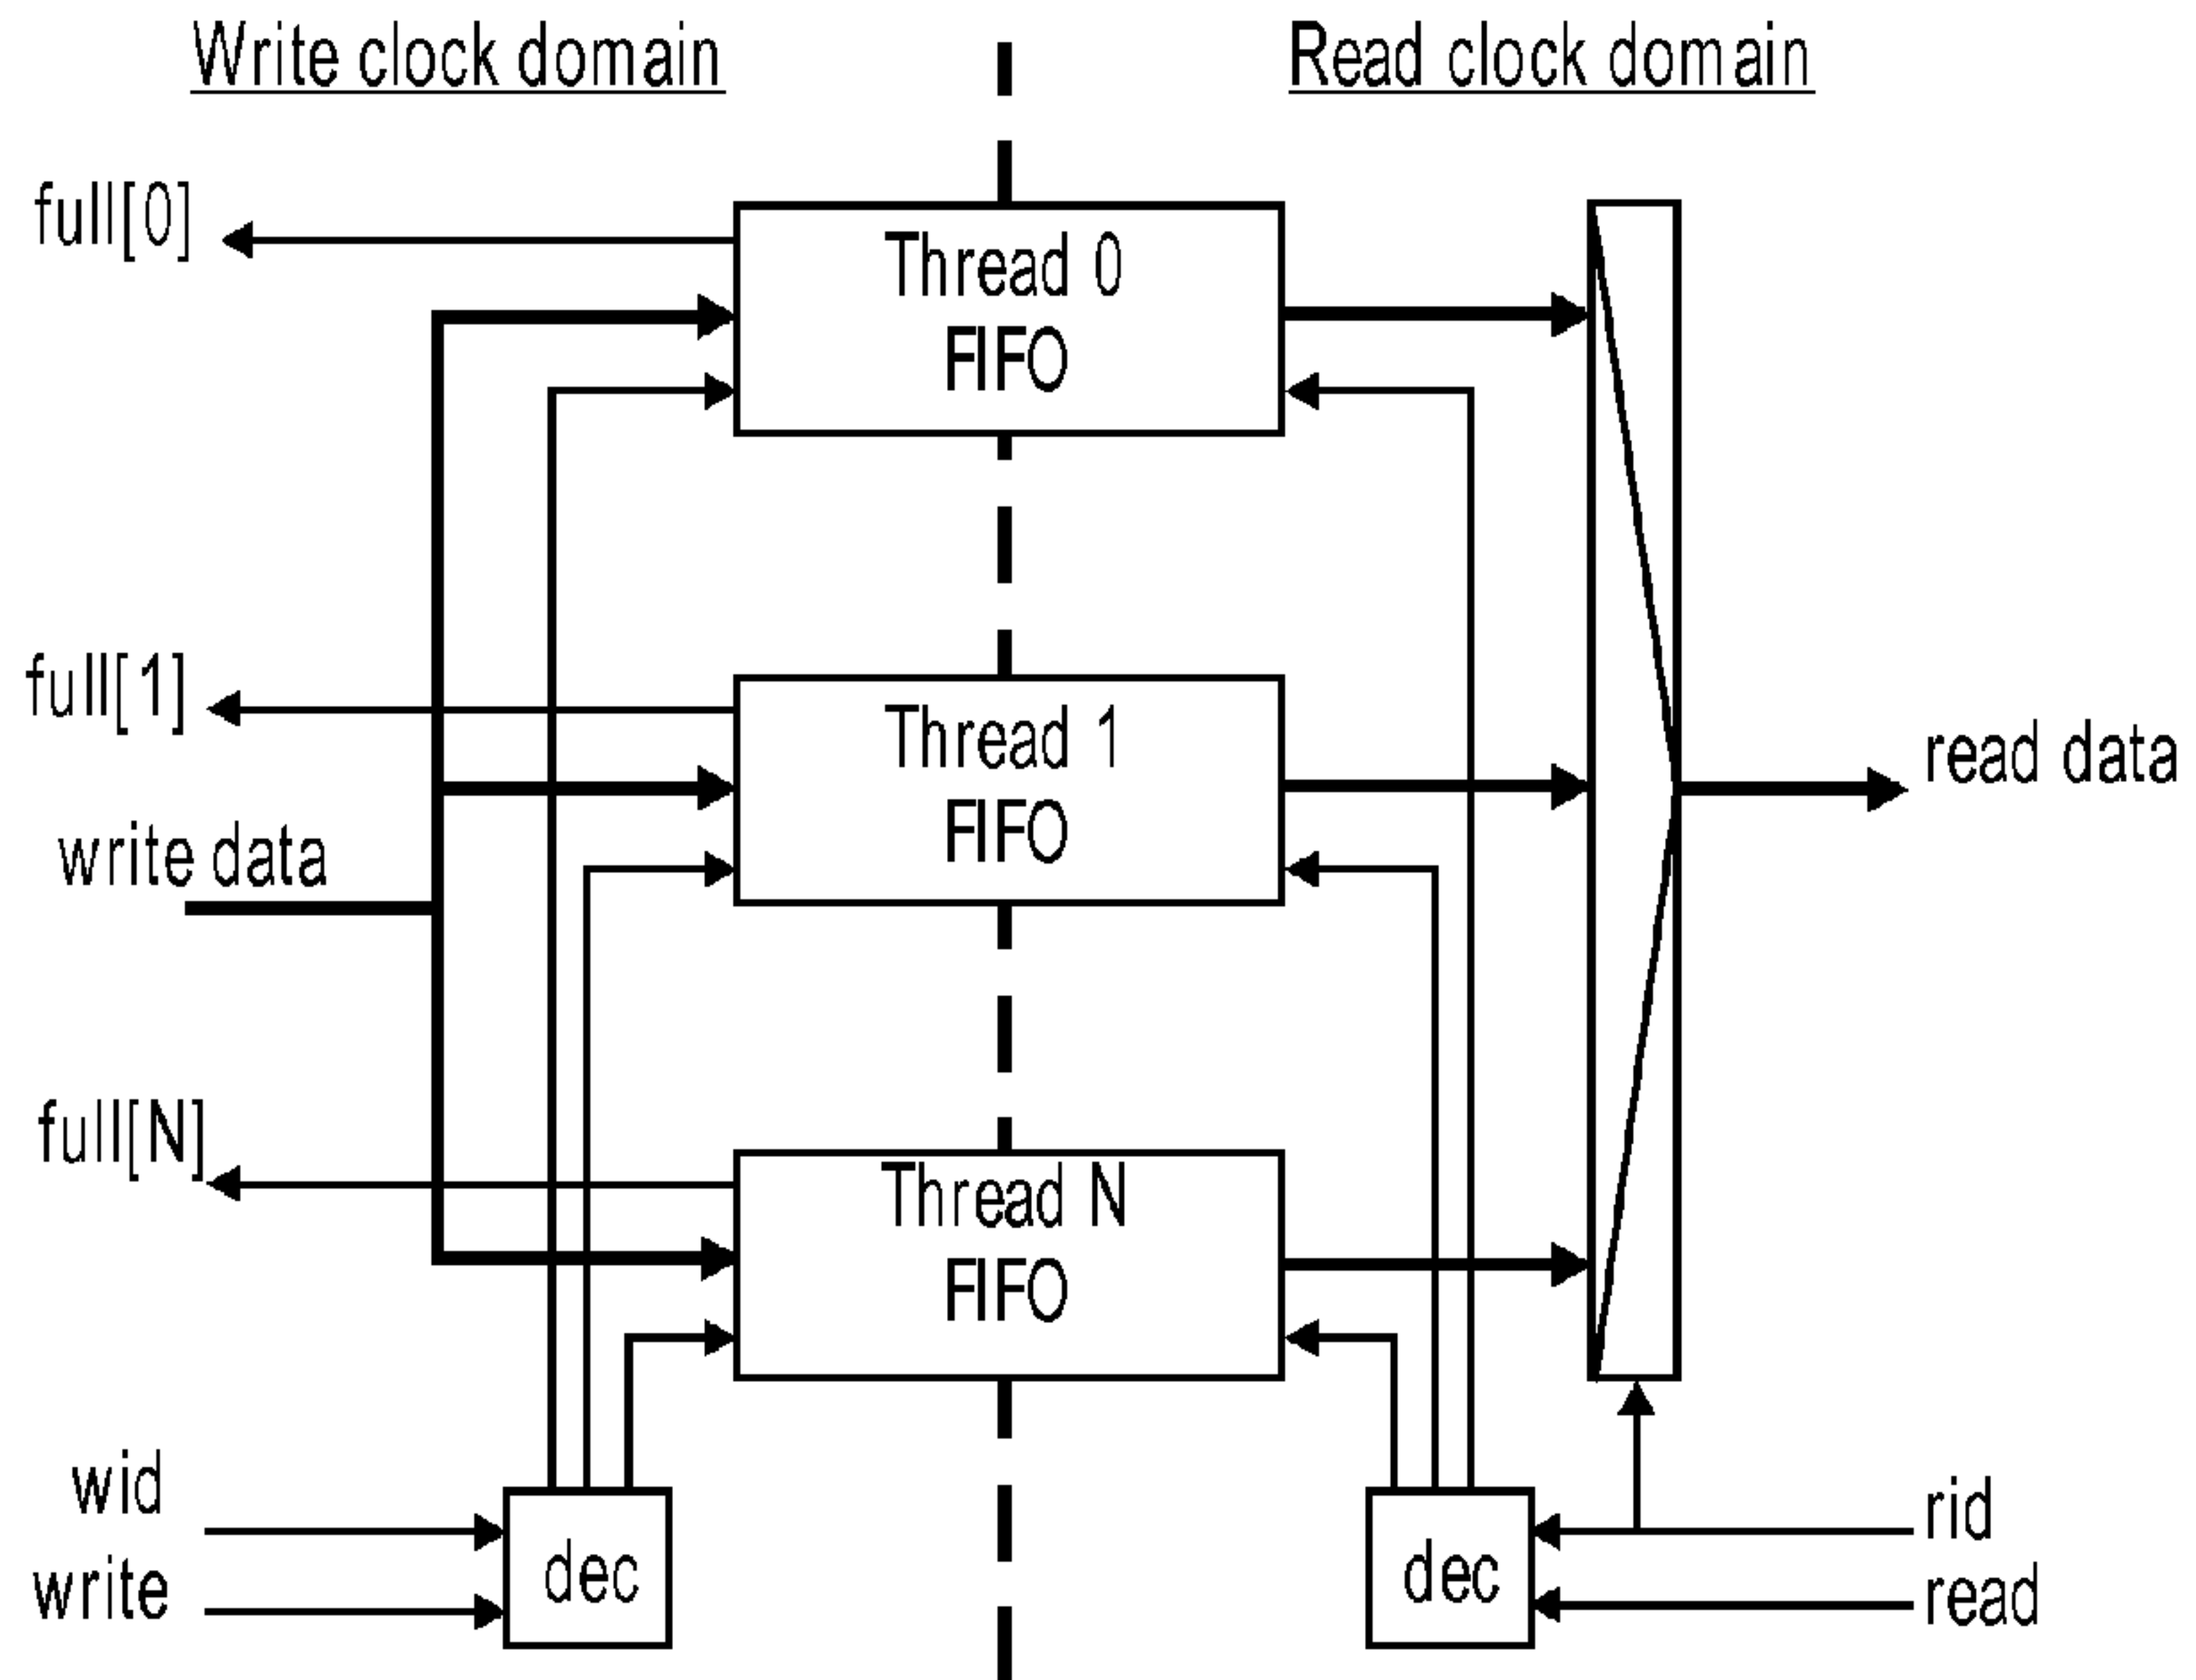 Write clock domain
Read clock domain
full[0]
Thread 0
FIFO
full[1]
Thread 1
FIFO
read data
write data
full[N]
Thread N
FIFO
wid
write
dec
dec
rid
read